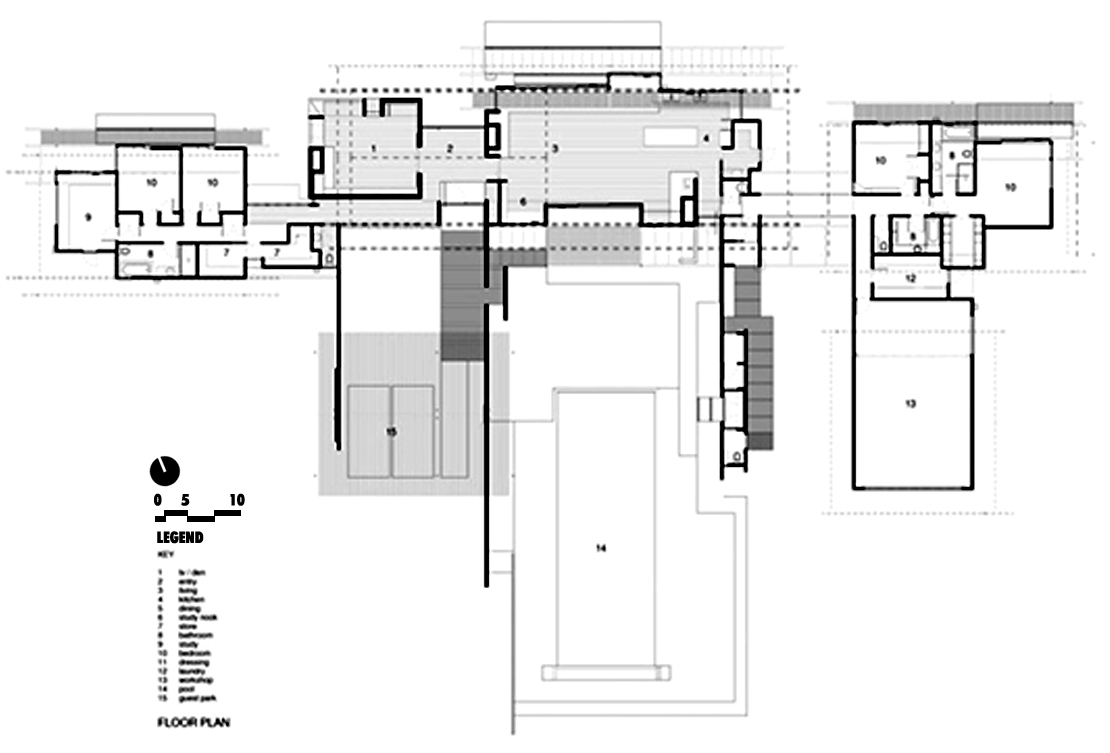 10
10
9
8
7
7
1
2
3
4
6
10
8
10
8
12
13
15
14
0 5 10
LEGEND
KEY
1 tv / den
2 entry
3 living
4 kitchen
5 dining
6 study nook
7 store
8 bathroom
9 study
10 bedroom
11 dressing
12 laundry
13 workshop
14 pool
15 guest park
FLOOR PLAN